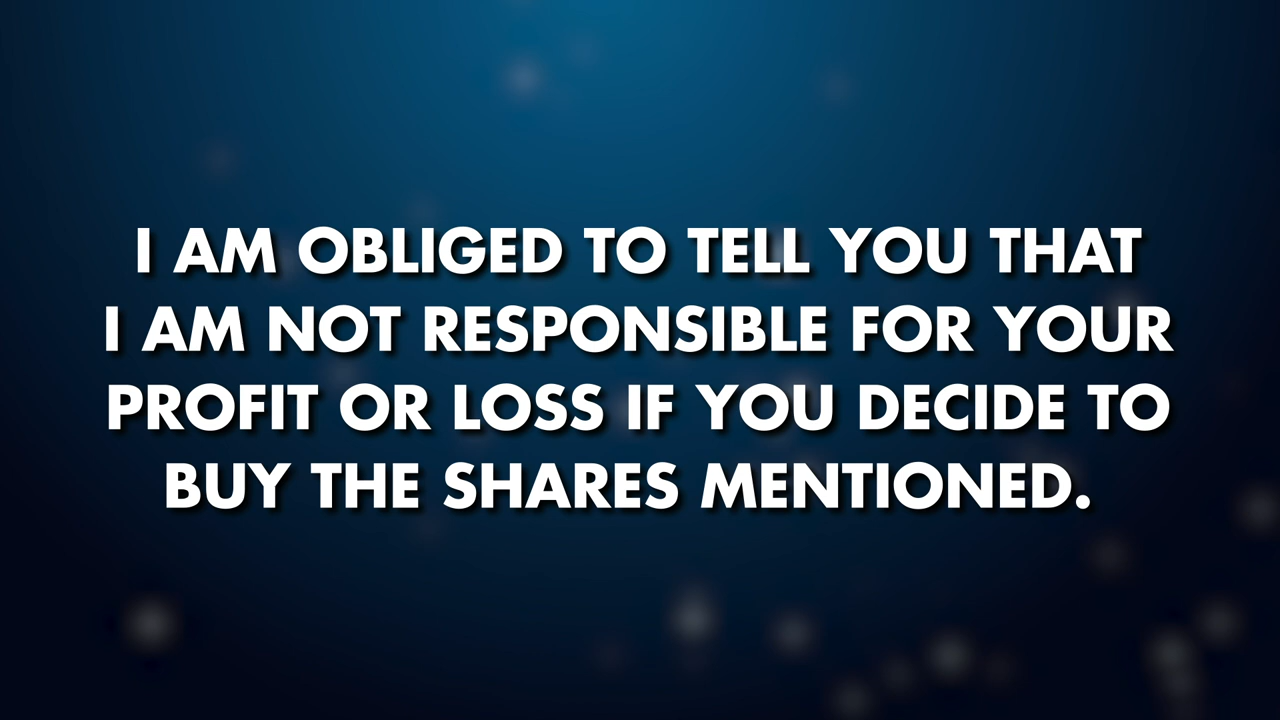 I AM OBLIGED TO TELL YOU THAT
I AM NOT RESPONSIBLE FOR YOUR
PROFIT OR LOSS IF YOU DECIDE TO
BUY THE SHARES MENTIONED.